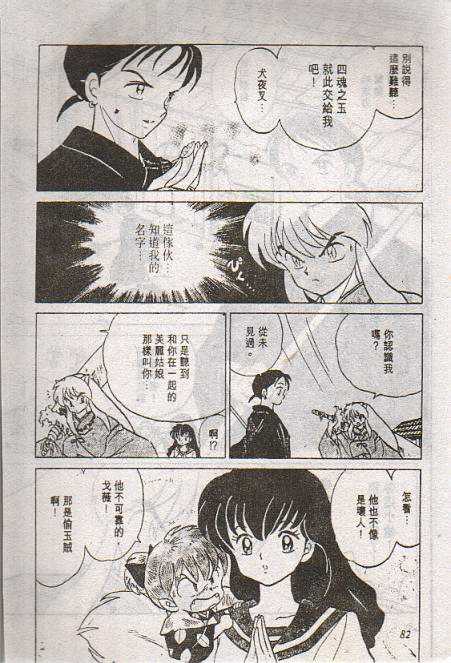 別說得
這麼難聽…
四魂之玉
就此交給我
吧！
犬夜叉…
這傢伙…
知道我的
名字…
ぴくっ
你認識我
嗎？
從未
見過。
只是聽到
和你在一起的
美麗姑娘
那樣叫你…
啊!?
怎看…
他也不像
是壞人！
他不可靠的，
戈薇！
那是偷玉賊
啊！
82